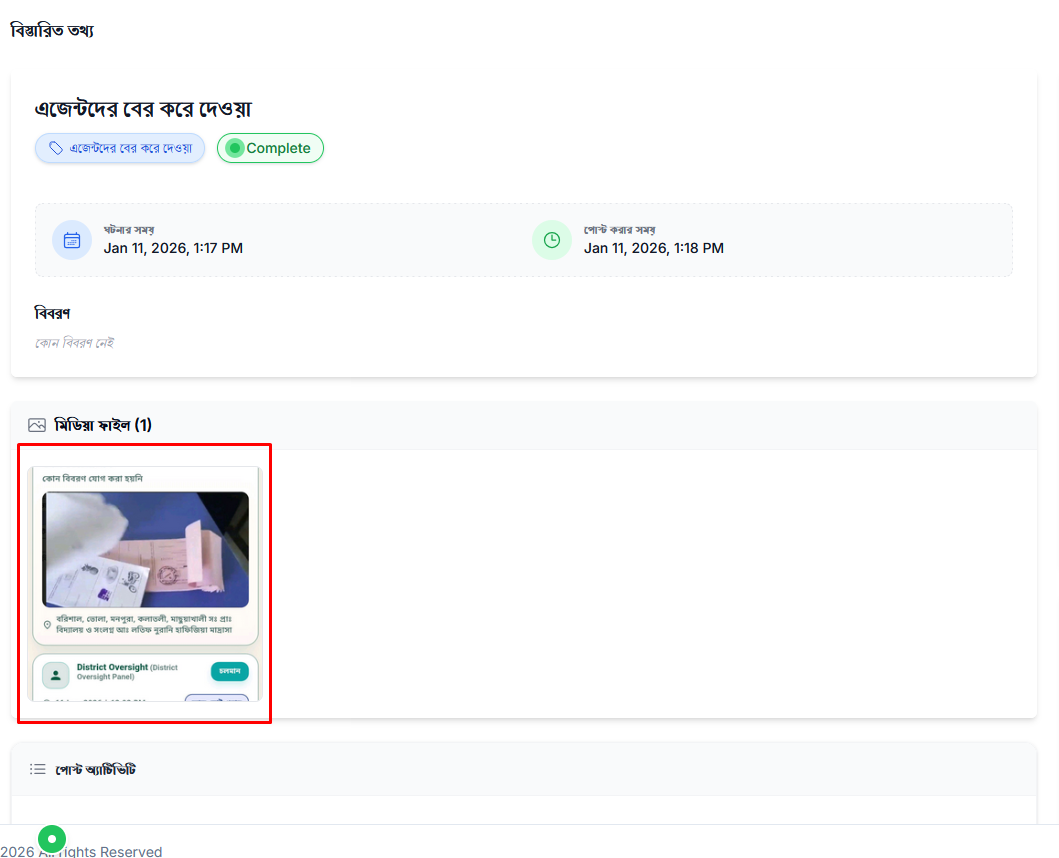 বিস্তারিত তথ্য
এজেন্টদের বের করে দেওয়া
এজেন্টদের বের করে দেওয়া
Complete
ঘটনার সময়
Jan 11, 2026, 1:17 PM
পোস্ট করার সময়
Jan 11, 2026, 1:18 PM
বিবরণ
কোন বিবরণ নেই
মিডিয়া ফাইল (1)
কোন বিবরণ যোগ করা হয়নি
বরিশাল, ভোলা, মনপুরা, কলাতলী, মাছুয়াখালী সঃ প্রাঃ
বিদ্যালয় ও সংলগ্ন আঃ লতিফ নুরানি হাফিজিয়া মাদ্রাসা
District Oversight (District
Oversight Panel)
চলমান
পোস্ট অ্যাক্টিভিটি
2026 All rights Reserved